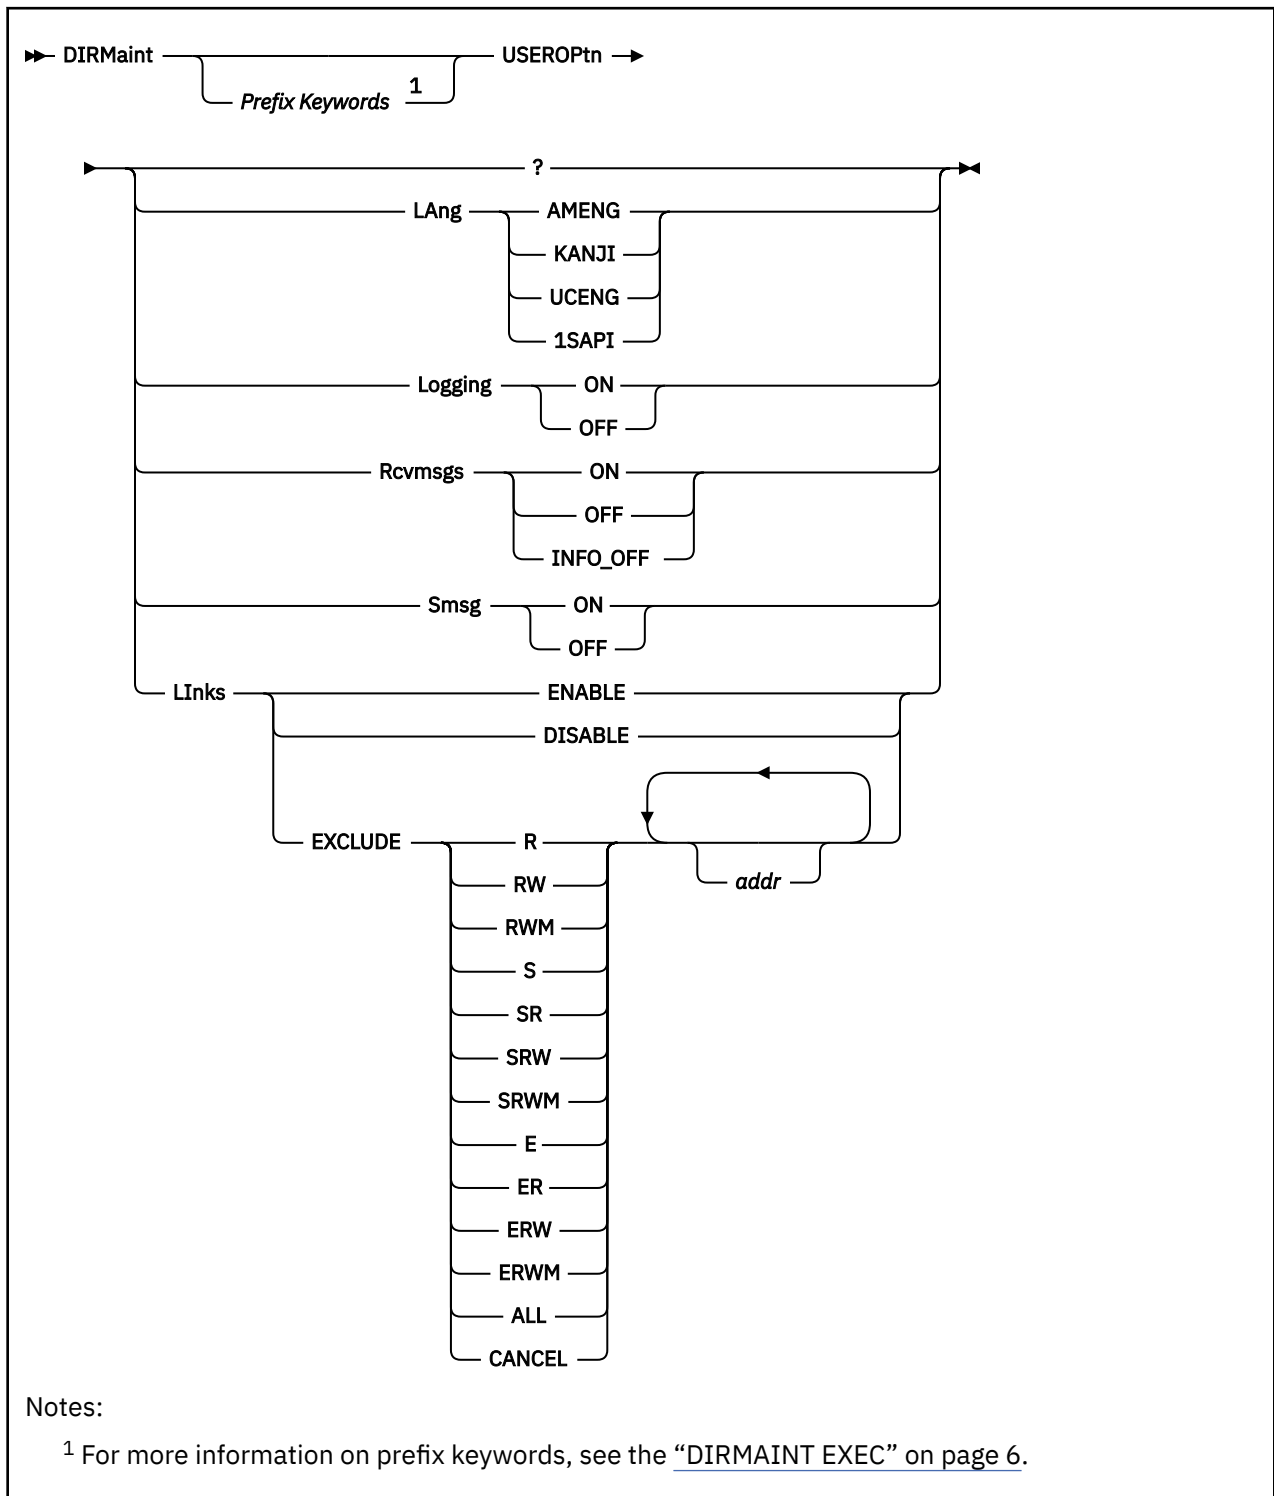 DIRMaint USEROPtn
Prefix Keywords 1
?
LAng AMENG
KANJI
UCENG
1SAPI
Logging ON
OFF
Rcvmsgs ON
OFF
INFO_OFF
Smsg ON
OFF
LInks ENABLE
DISABLE
EXCLUDE R
addr
RW
RWM
S
SR
SRW
SRWM
E
ER
ERW
ERWM
ALL
CANCEL
Notes:
1 For more information on prefix keywords, see the “DIRMAINT EXEC” on page 6.